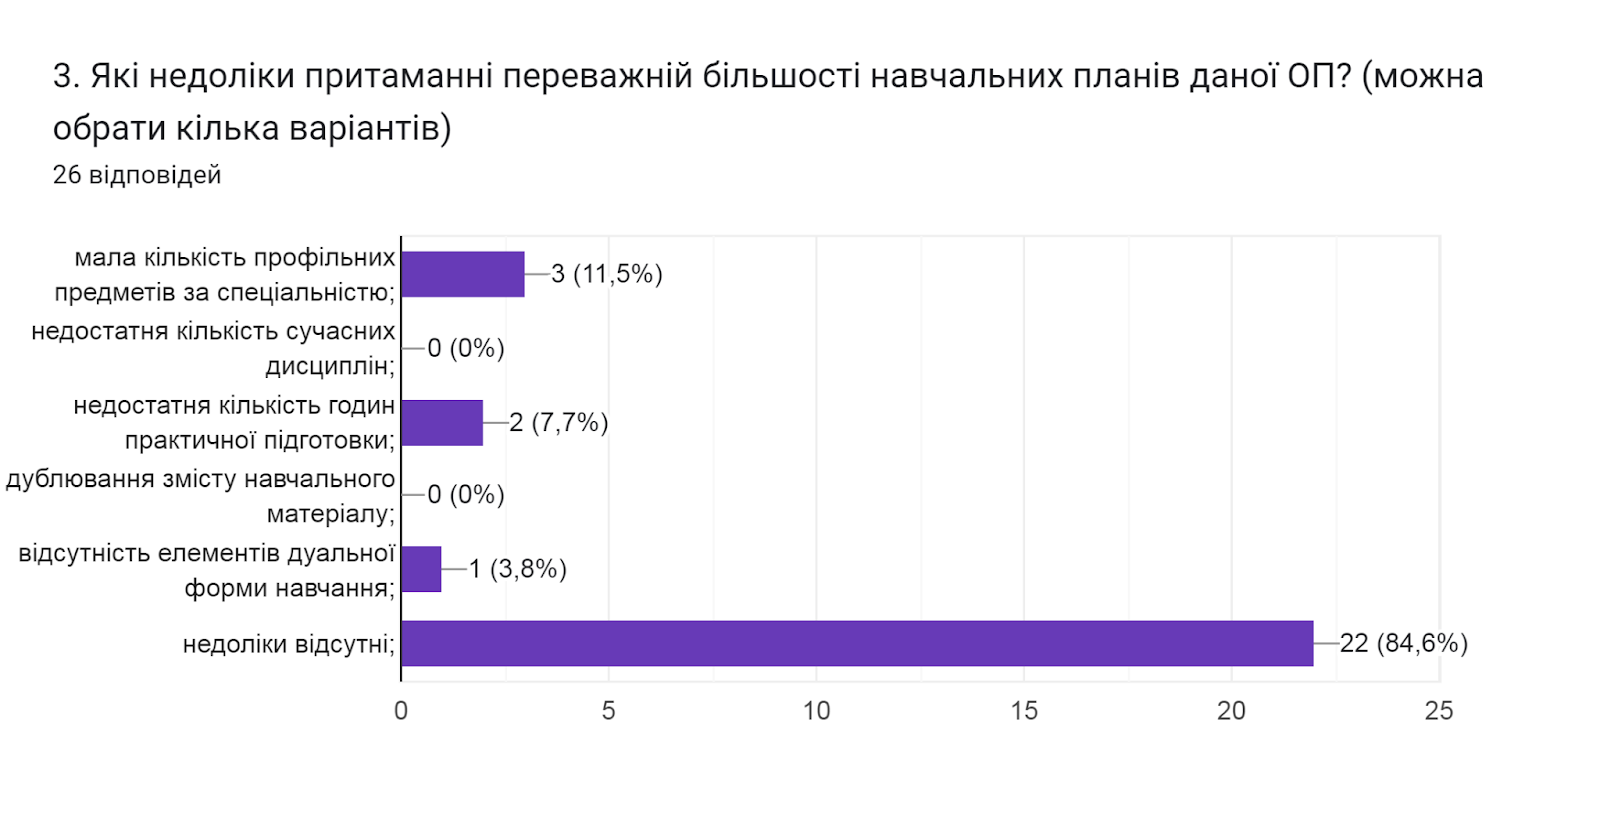 3. Які недоліки притаманні переважній більшості навчальних планів даної ОП? (можна
обрати кілька варіантів)
26 відповідей
мала кількість профільних
предметів за спеціальністю;
3 (11,5%)
недостатня кількість сучасних
дисциплін;
0 (0%)
недостатня кількість годин
практичної підготовки;
2 (7,7%)
дублювання змісту навчального
матеріалу;
0 (0%)
відсутність елементів дуальної
форми навчання;
1 (3,8%)
недоліки відсутні;
22 (84,6%)
0
5
10
15
20
25